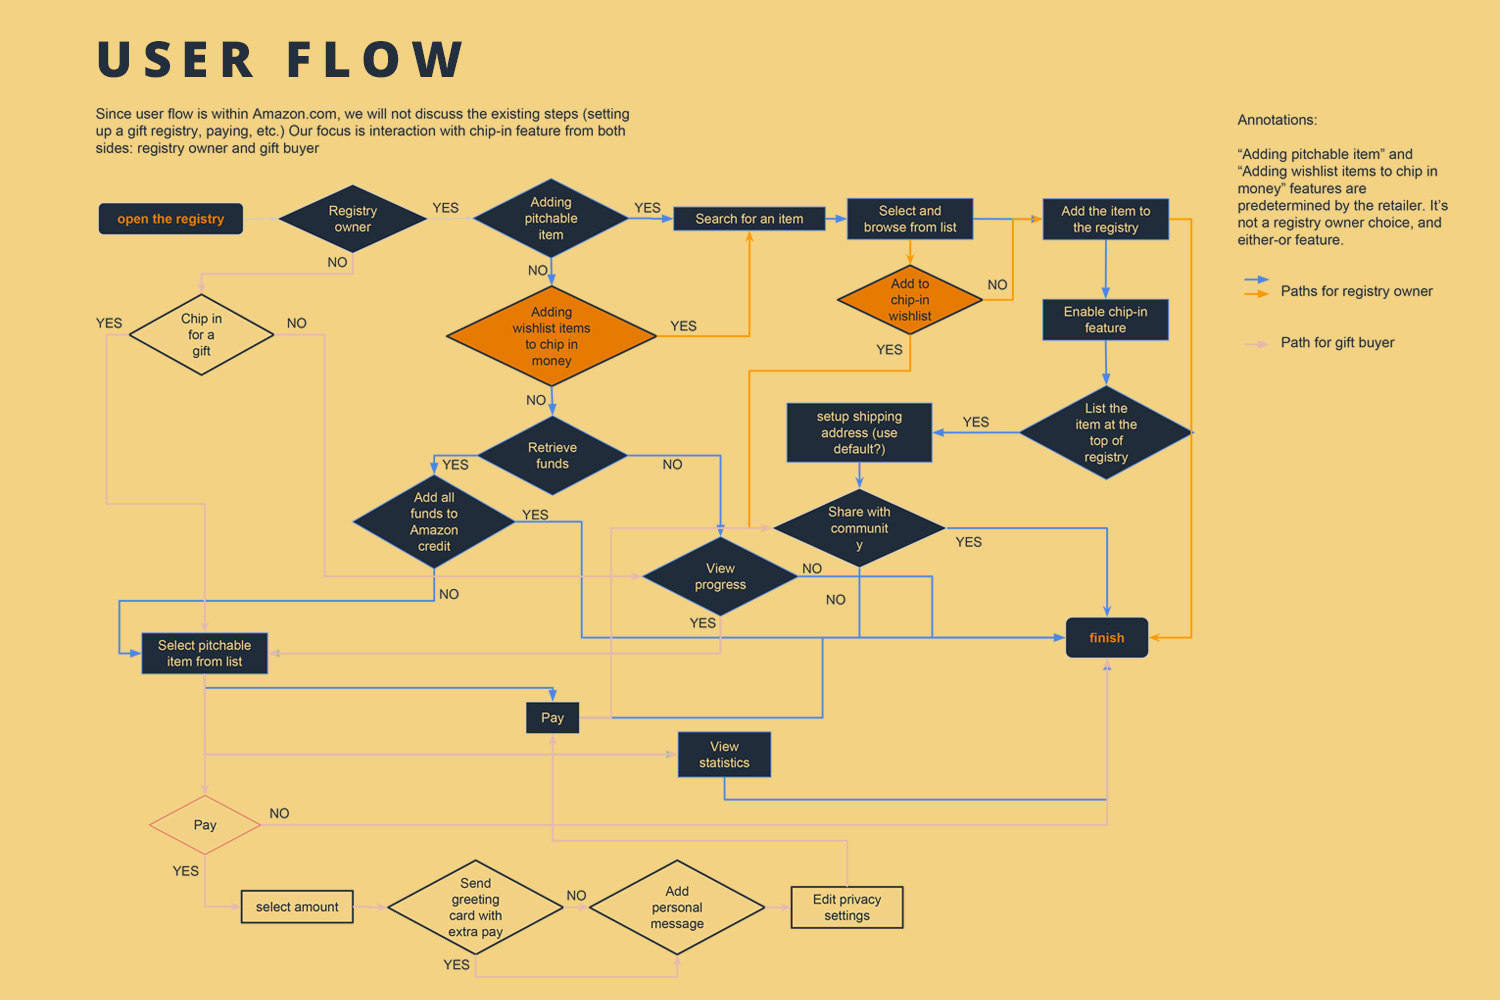 USER FLOW
Since user flow is within Amazon.com, we will not discuss the existing steps (setting
up a gift registry, paying, etc.) Our focus is interaction with chip-in feature from both
sides: registry owner and gift buyer
Annotations:
“Adding pitchable item” and
“Adding wishlist items to chip in
money” features are
predetermined by the retailer. It’s
not a registry owner choice, and
either-or feature.
Paths for registry owner
Path for gift buyer
open the registry
Registry
owner
YES
NO
Adding
pitchable
item
YES
NO
Search for an item
Select and
browse from list
Add the item to
the registry
Add to
chip-in
wishlist
NO
YES
Enable chip-in
feature
Chip in
for a
gift
YES
NO
Adding
wishlist items
to chip in
money
YES
NO
List the
item at the
top of
registry
YES
setup shipping
address (use
default?)
Retrieve
funds
YES
NO
Add all
funds to
Amazon
credit
YES
NO
Share with
communit
y
YES
NO
View
progress
NO
YES
finish
Select pitchable
item from list
Pay
View
statistics
Pay
NO
YES
select amount
Send
greeting
card with
extra pay
NO
YES
Add
personal
message
Edit privacy
settings